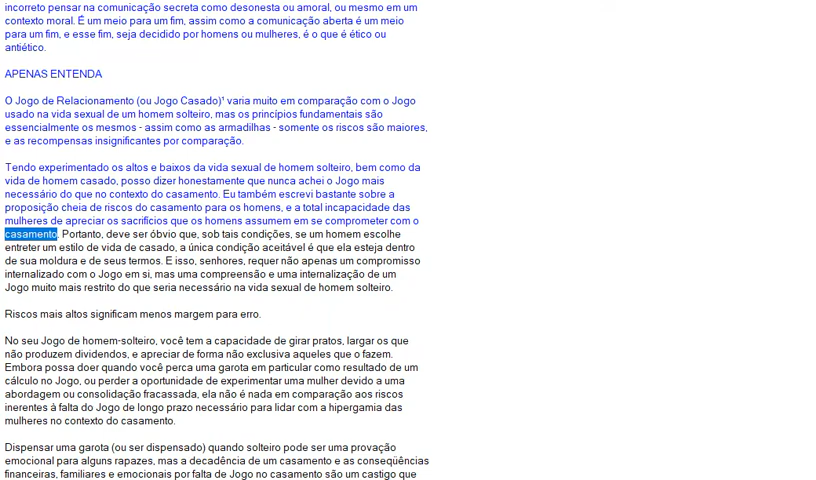 incorreto pensar na comunicação secreta como desonesta ou amoral, ou mesmo em um
contexto moral. É um meio para um fim, assim como a comunicação aberta é um meio
para um fim, e esse fim, seja decidido por homens ou mulheres, é o que é ético ou
antiético.
APENAS ENTENDA
O Jogo de Relacionamento (ou Jogo Casado)¹ varia muito em comparação com o Jogo
usado na vida sexual de um homem solteiro, mas os princípios fundamentais são
essencialmente os mesmos - assim como as armadilhas - somente os riscos são maiores,
e as recompensas insignificantes por comparação.
Tendo experimentado os altos e baixos da vida sexual de homem solteiro, bem como da
vida de homem casado, posso dizer honestamente que nunca achei o Jogo mais
necessário do que no contexto do casamento. Eu também escrevi bastante sobre a
proposição cheia de riscos do casamento para os homens, e a total incapacidade das
mulheres de apreciar os sacrifícios que os homens assumem em se comprometer com o
casamento. Portanto, deve ser óbvio que, sob tais condições, se um homem escolhe
entreter um estilo de vida de casado, a única condição aceitável é que ela esteja dentro
de sua moldura e de seus termos. E isso, senhores, requer não apenas um compromisso
internalizado com o Jogo em si, mas uma compreensão e uma internalização de um
Jogo muito mais restrito do que seria necessário na vida sexual de homem solteiro.
Riscos mais altos significam menos margem para erro.
No seu Jogo de homem-solteiro, você tem a capacidade de girar pratos, largar os que
não produzem dividendos, e apreciar de forma não exclusiva aqueles que o fazem.
Embora possa doer quando você perca uma garota em particular como resultado de um
cálculo no Jogo, ou perder a oportunidade de experimentar uma mulher devido a uma
abordagem ou consolidação fracassada, ela não é nada em comparação aos riscos
inerentes à falta do Jogo de longo prazo necessário para lidar com a hipergamia das
mulheres no contexto do casamento.
Dispensar uma garota (ou ser dispensado) quando solteiro pode ser uma provação
emocional para alguns rapazes, mas a decadência de um casamento e as conseqüências
financeiras, familiares e emocionais por falta de Jogo no casamento são um castigo que